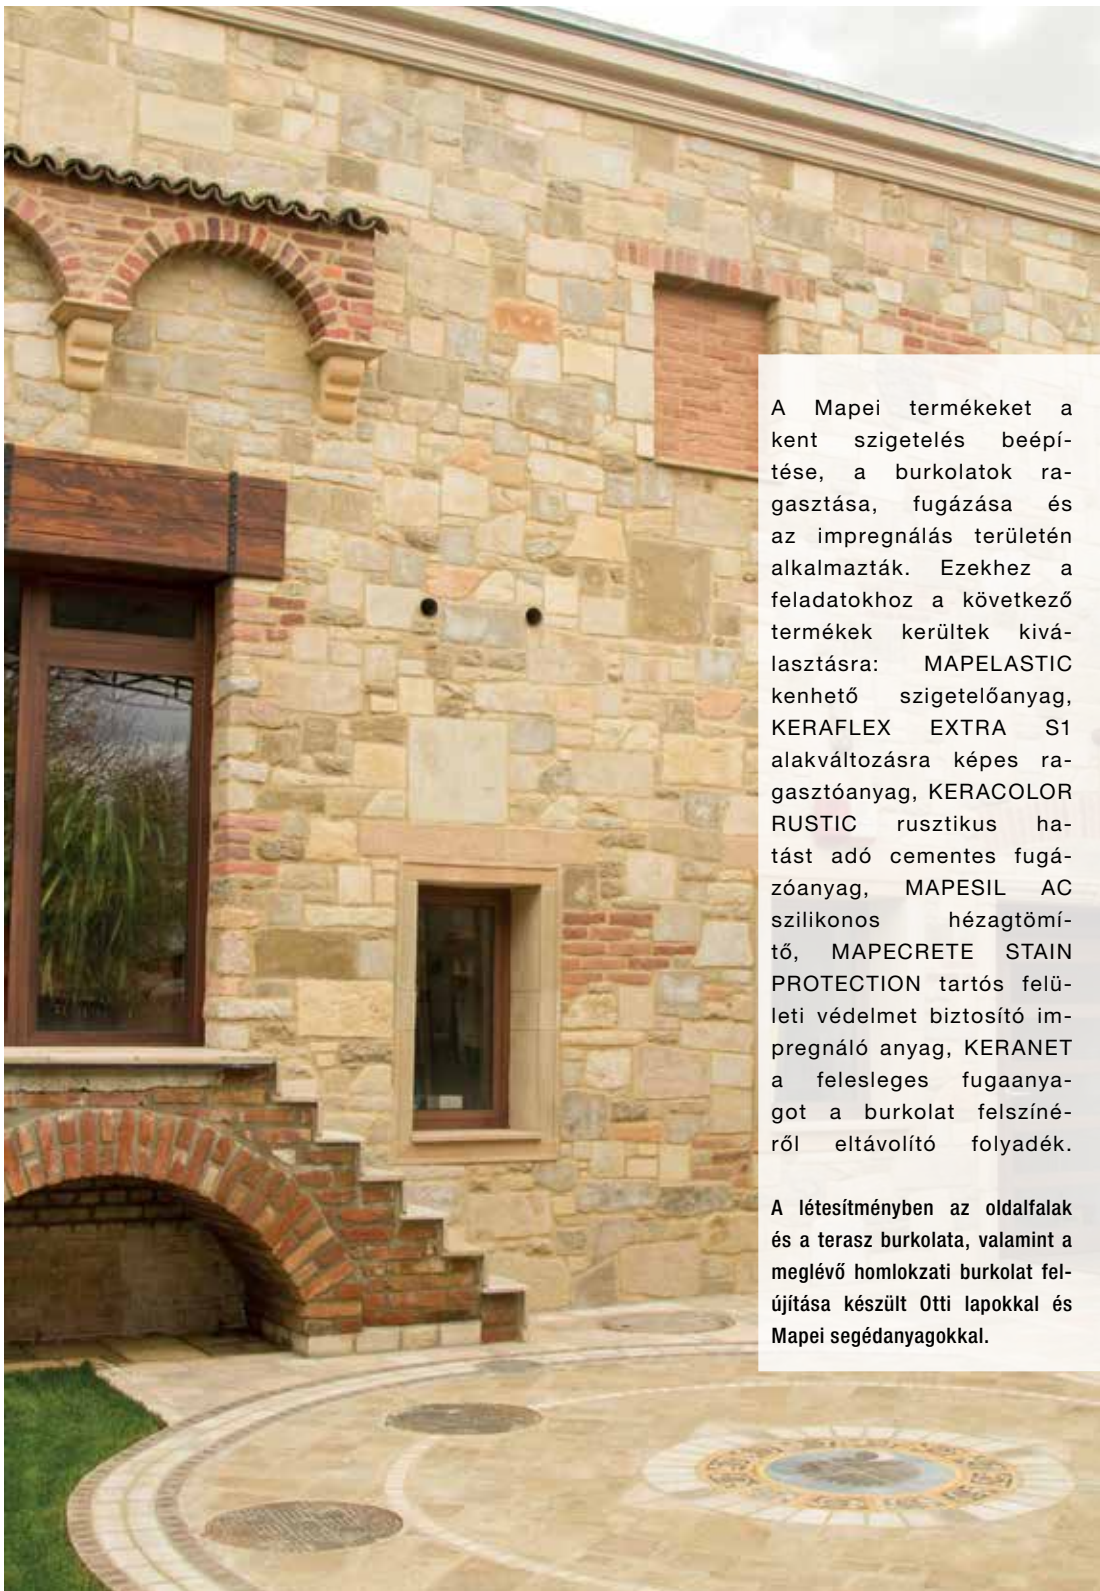 A Mapei termékeket a
kent szigetelés beépí-
tése, a burkolatok ra-
gasztása, fugázása és
az impregnálás területén
alkalmazták. Ezekhez a
feladatokhoz a következő
termékek kerültek kivá-
lasztásra: MAPELASTIC
kenhető szigetelőanyag,
KERAFLEX EXTRA S1
alakváltozásra képes ra-
gasztóanyag, KERACOLOR
RUSTIC rusztikus ha-
tást adó cementes fugá-
zóanyag, MAPESIL AC
szilikonos hézagtömí-
tő, MAPECRETE STAIN
PROTECTION tartós felü-
leti védelmet biztosító im-
pregnáló anyag, KERANET
a felesleges fugaanya-
got a burkolat felszíné-
ről eltávolító folyadék.
A létesítményben az oldalfalak
és a terasz burkolata, valamint a
meglévő homlokzati burkolat fel-
újítása készült Otti lapokkal és
Mapei segédanyagokkal.